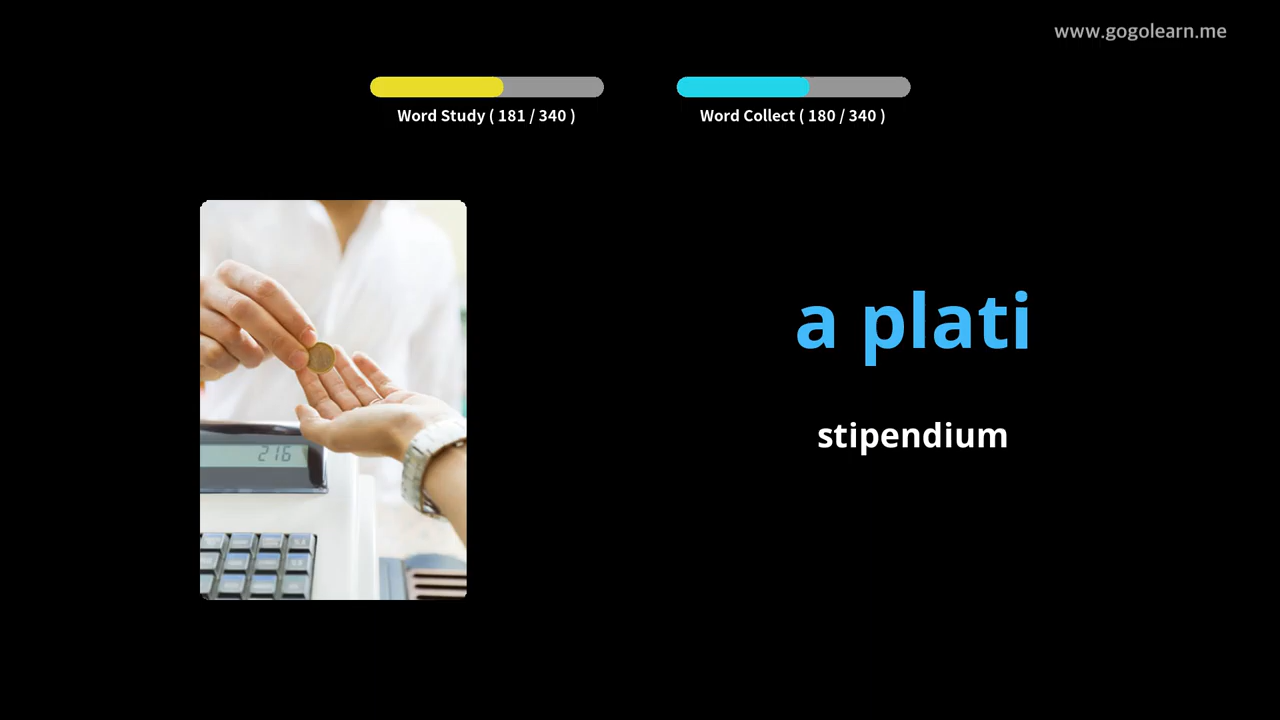 www.gogolearn.me
Word Study ( 181 / 340 )
Word Collect ( 180 / 340 )
a plati
stipendium
216